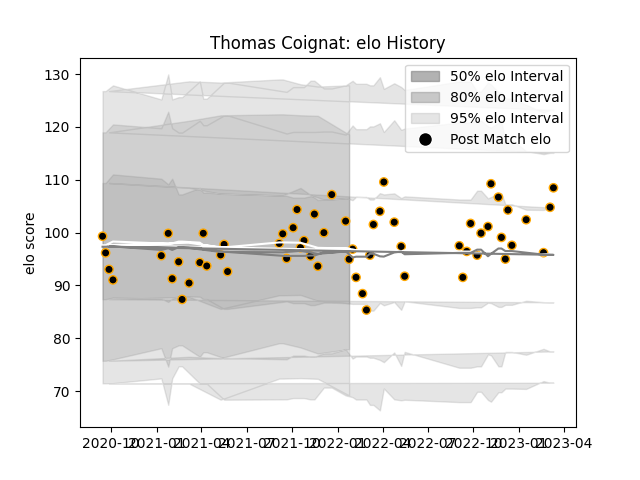 Thomas Coignat: elo History
50% elo Interval
80% elo Interval
95% elo Interval
Post Match elo
elo score
130
120
110
100
90
80
70
2020-10 2021-01 2021-04 2021-07 2021-10 2022-01 2022-04 2022-07 2022-10 2023-01 2023-04